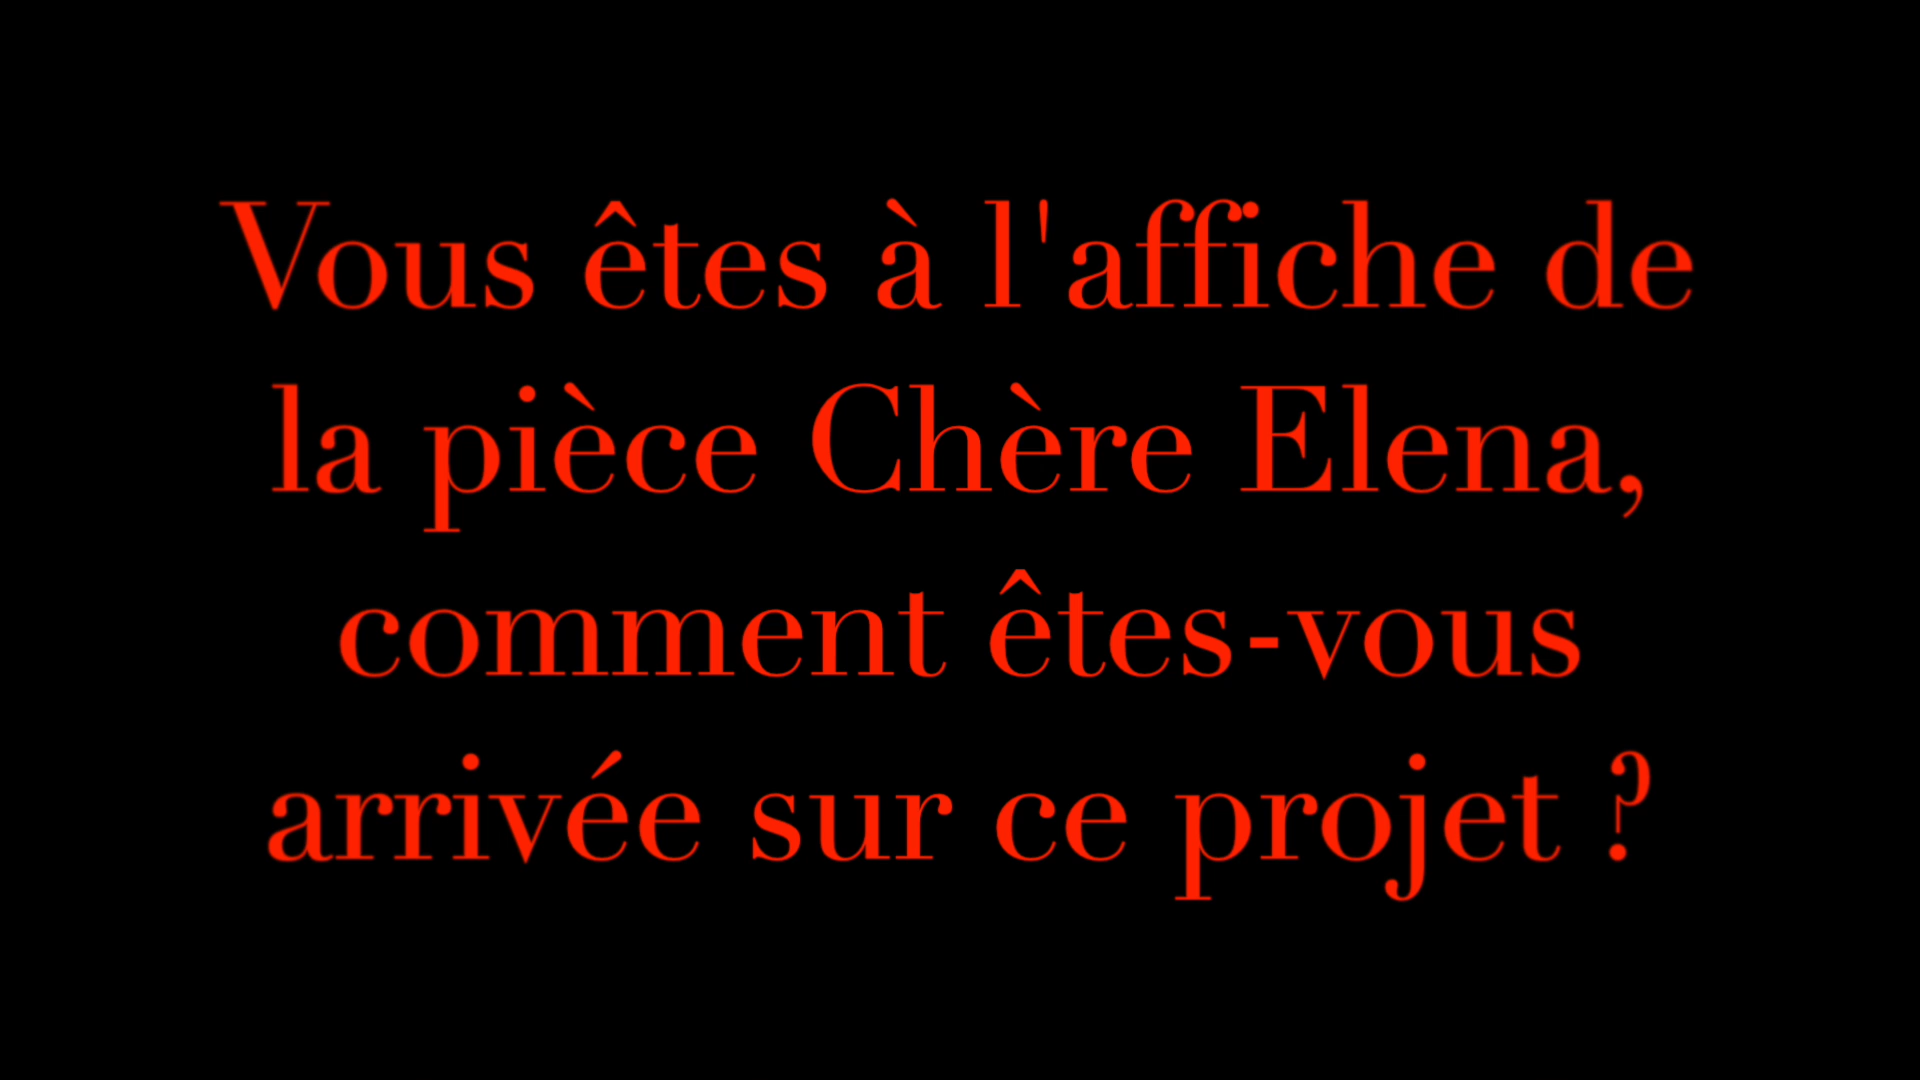 Vous êtes à l'affiche de
la pièce Chère Elena,
comment êtes-vous
arrivée sur ce projet ?